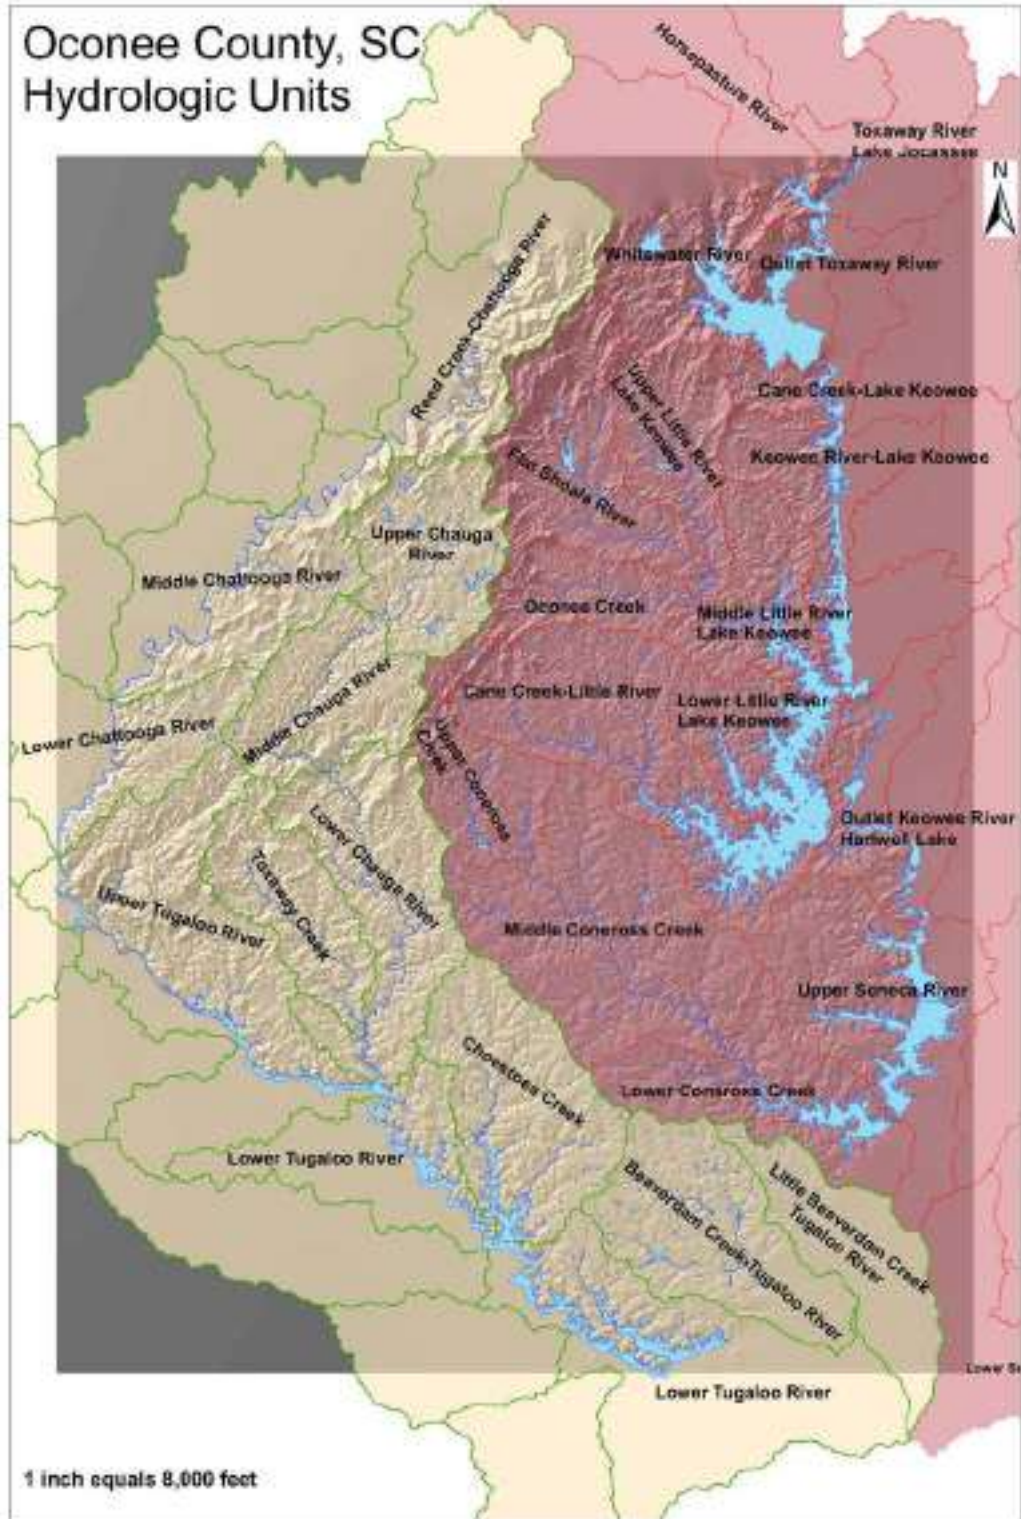 Oconee County, SC
Hydrologic Units
Horsepasture River
Toxaway River
Lake Jocassee
N
Whitewater River
Outlet Toxaway River
Reed Creek-Chattooga River
Upper Little River
Lake Keowee
Cane Creek-Lake Keowee
Keowee River-Lake Keowee
Flat Shoals River
Upper Chauga
River
Middle Chattooga River
Oconee Creek
Middle Little River
Lake Keowee
Cane Creek-Little River
Lower Little River
Lake Keowee
Middle Chauga River
Lower Chattooga River
Upper Coneross
Creek
Lower Chauga River
Outlet Keowee River
Hartwell Lake
Toxaway Creek
Upper Tugaloo River
Middle Coneross Creek
Upper Seneca River
Choestoea Creek
Lower Coneross Creek
Lower Tugaloo River
Beaverdam Creek-Tugaloo River
Little Beaverdam Creek
Tugaloo River
Lower Se
Lower Tugaloo River
1 inch equals 8,000 feet